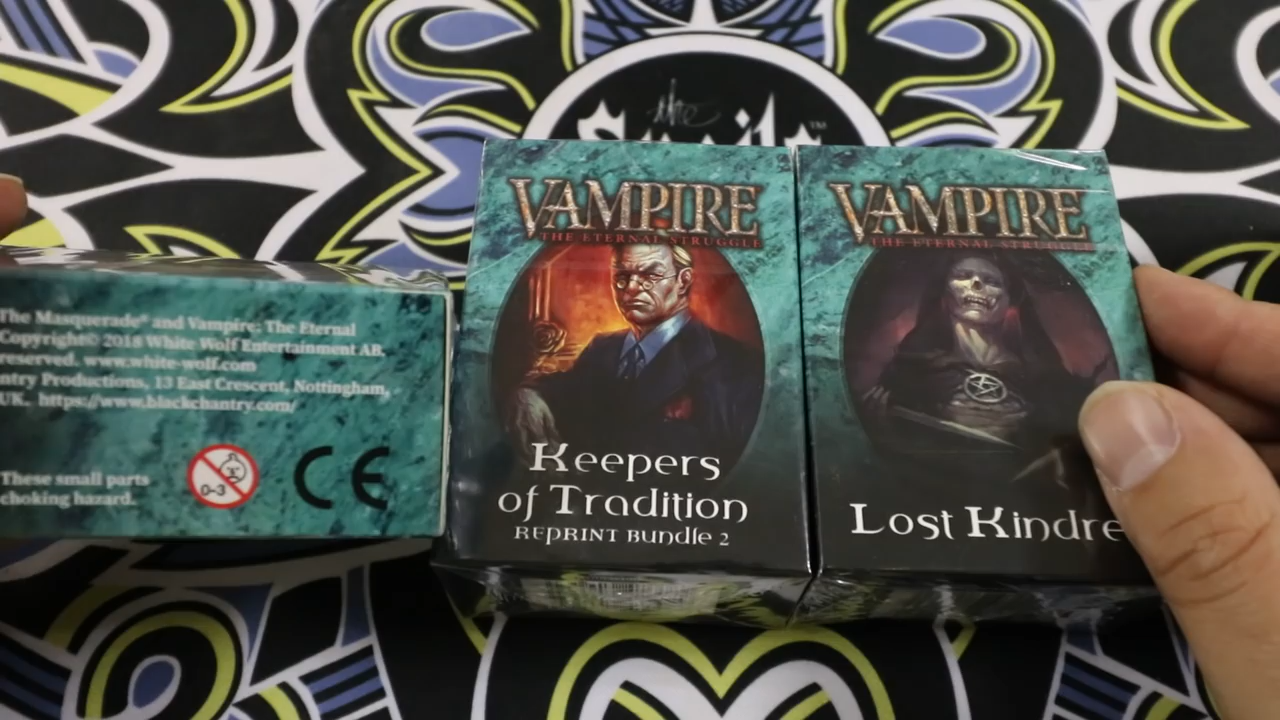 the
™
The Masquerade® and Vampire: The Eternal
Copyright© 2018 White Wolf Entertainment AB.
reserved. www.white-wolf.com
ntry Productions, 13 East Crescent, Nottingham,
UK. https://www.blackchantry.com/
These small parts
choking hazard.
0-3
CE
VAMPIRE
THE ETERNAL STRUGGLE
Keepers
of Tradition
REPRINT BUNDLE 2
VAMPIRE
THE ETERNAL STRUGGLE
Lost Kindre